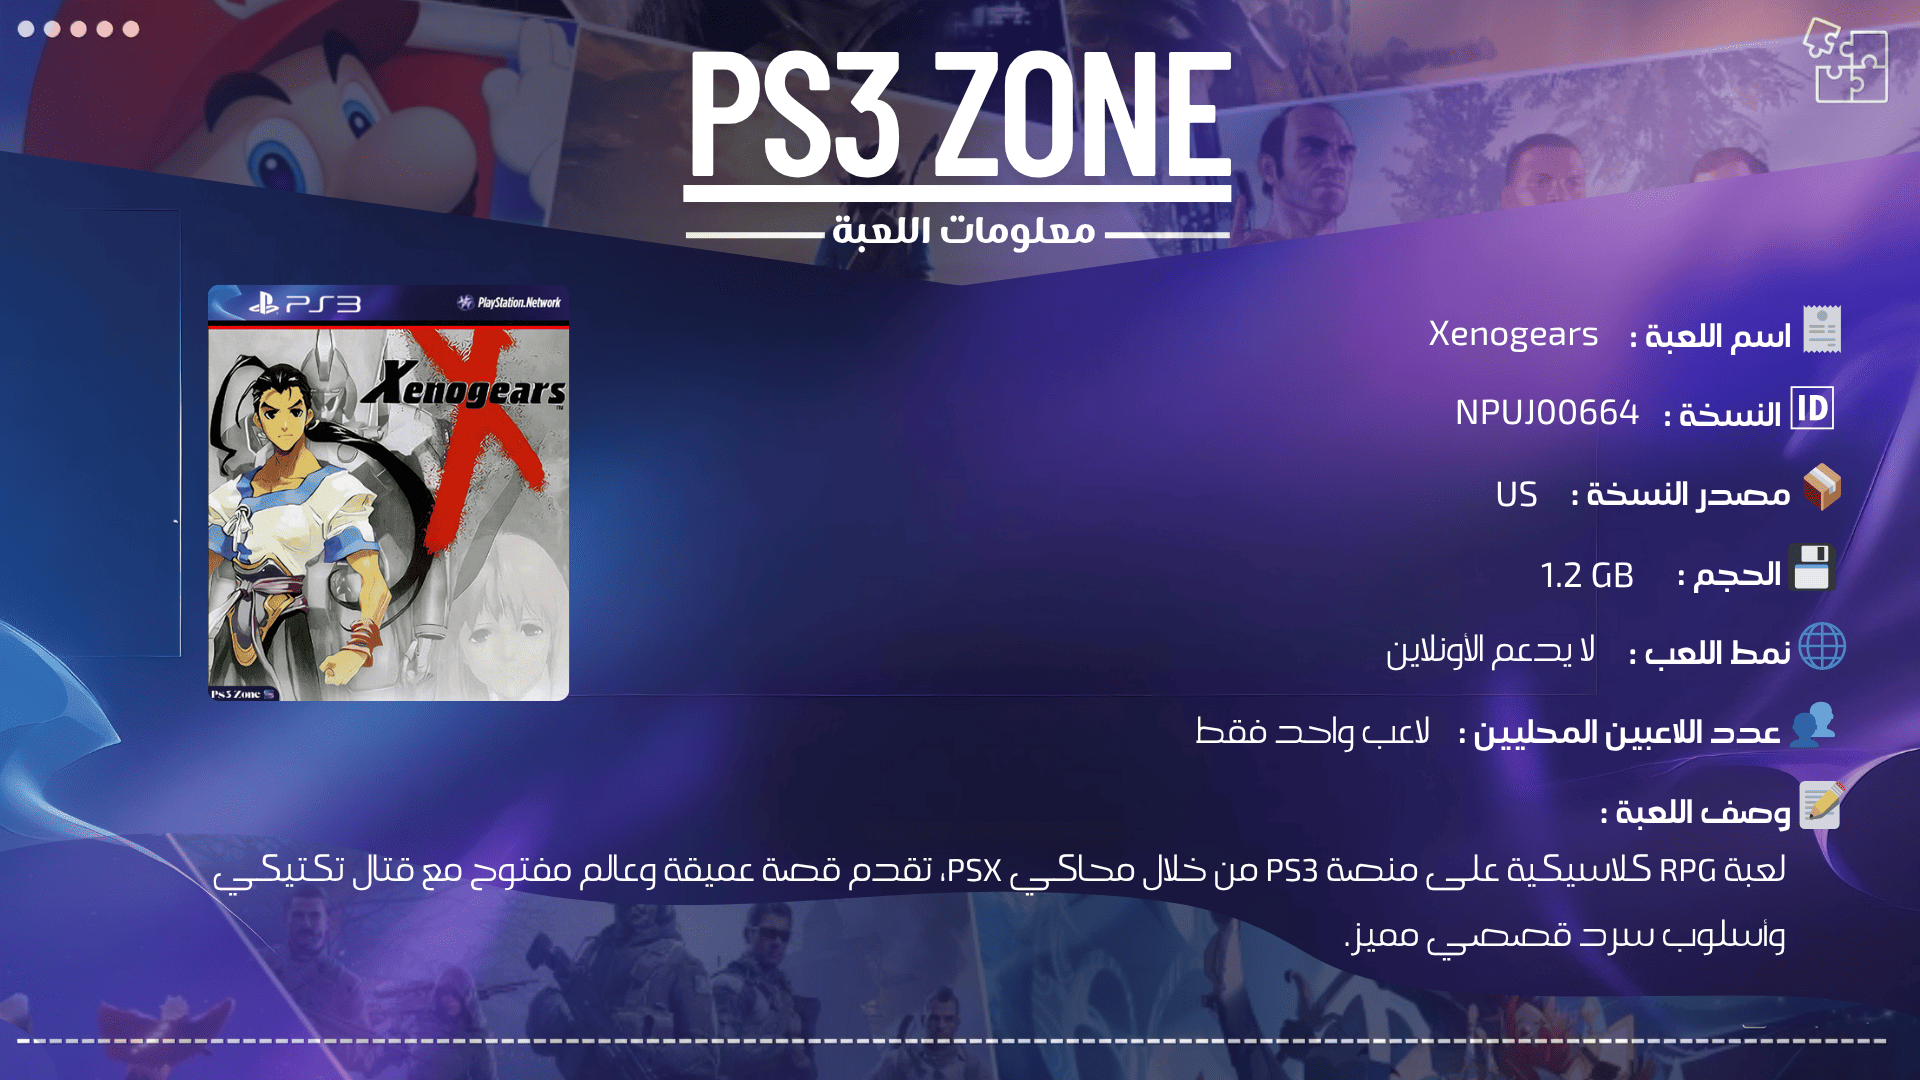 PS3 ZONE
معلومات اللعبة
PS3 PlayStation.Network
Xenogears
Ps3 Zone
اسم اللعبة : Xenogears
ID النسخة : NPUJ00664
مصدر النسخة : US
الحجم : 1.2 GB
نمط اللعب : لا يدعم الأونلاين
عدد اللاعبين المحليين : لاعب واحد فقط
وصف اللعبة :
لعبة RPG كلاسيكية على منصة PS3 من خلال محاكي PSX، تقدم قصة عميقة وعالم مفتوح مع قتال تكتيكي
وأسلوب سرد قصصي مميز.